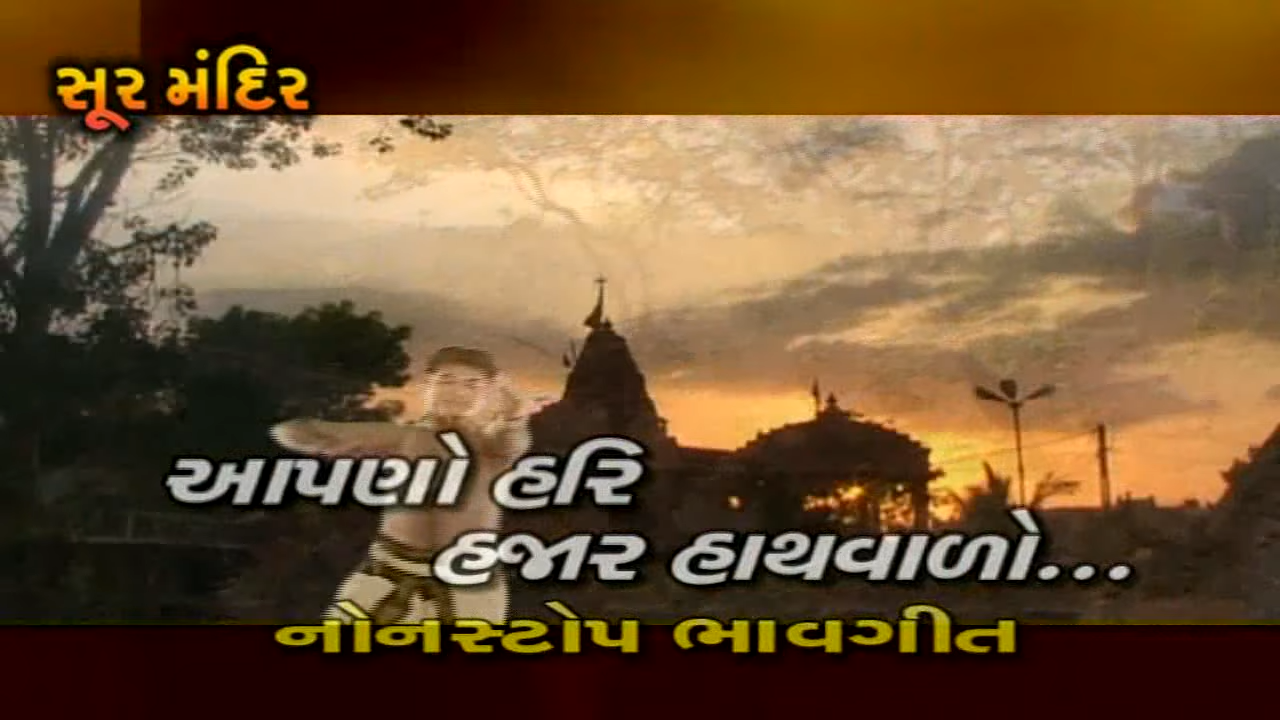 સૂર મંદિર
આપણો હરિ
હજાર હાથવાળો...
નોનસ્ટોપ ભાવગીત